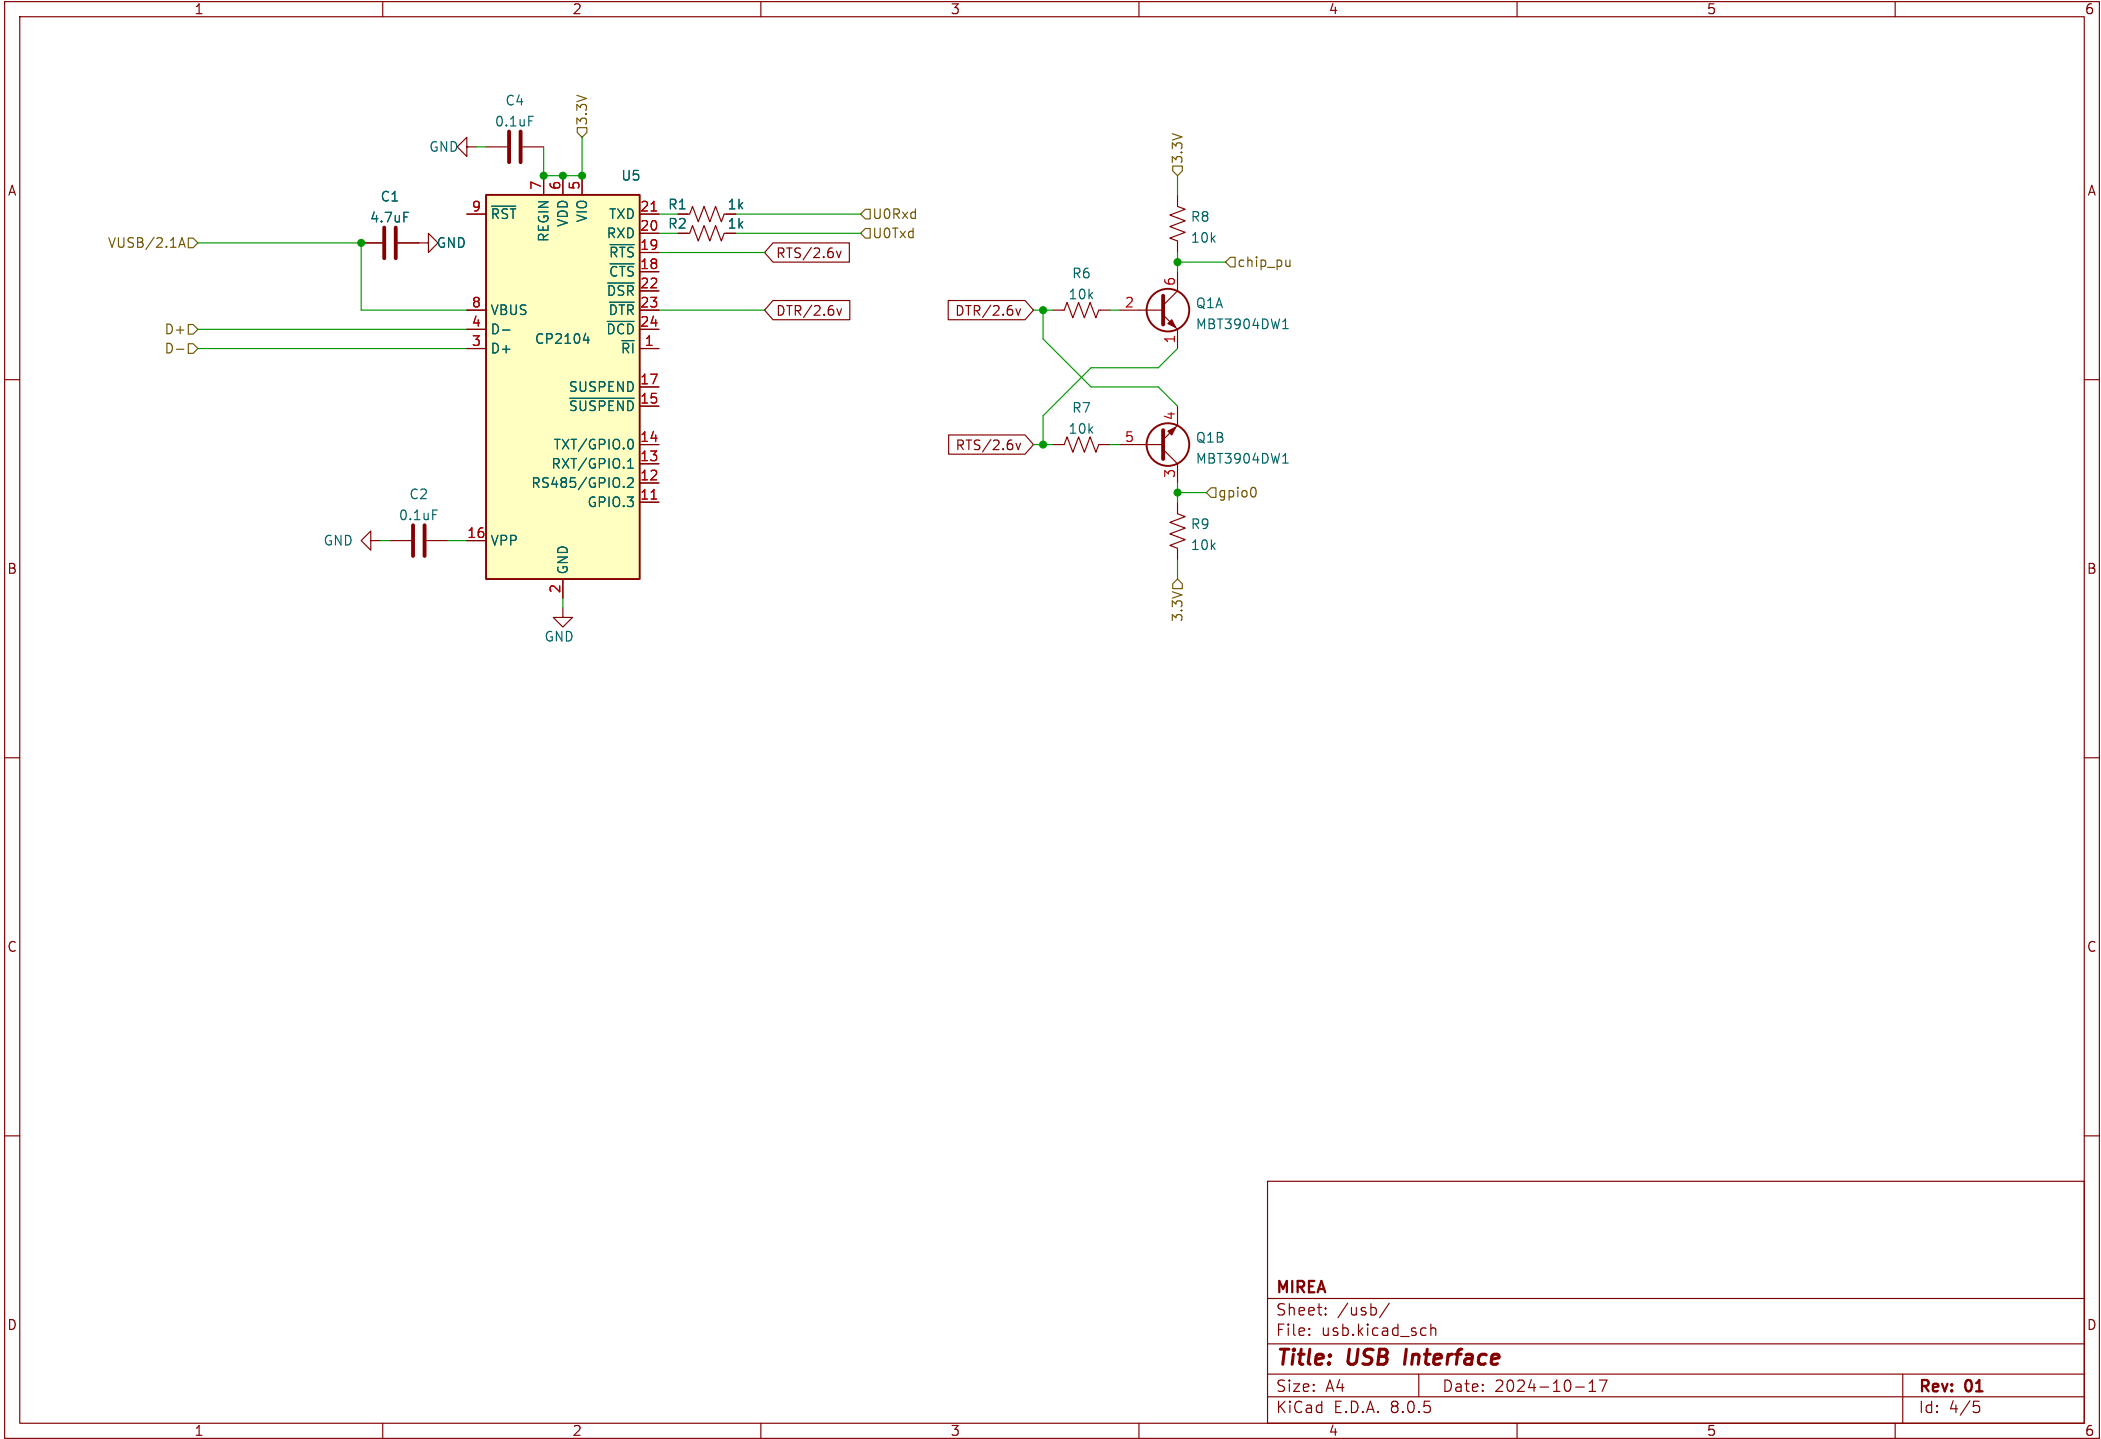 1 2 3 4 5 6
A
B
C
D
A
B
C
D
1 2 3 4 5 6
C4
0.1uF
GND
3.3V
C1
4.7uF
GND
VUSB/2.1A
D+
D-
U5
CP2104
7 REGIN
6 VDD
5 VIO
9 RST
8 VBUS
4 D-
3 D+
16 VPP
2 GND
GND
TXD 21
RXD 20
RTS 19
CTS 18
DSR 22
DTR 23
DCD 24
RI 1
SUSPEND 17
SUSPEND 15
TXT/GPIO.0 14
RXT/GPIO.1 13
RS485/GPIO.2 12
GPIO.3 11
R1 1k
R2 1k
U0Rxd
U0Txd
RTS/2.6v
DTR/2.6v
C2
0.1uF
GND
3.3V
R8
10k
chip_pu
DTR/2.6v
R6
10k
2
6
1
Q1A
MBT3904DW1
RTS/2.6v
R7
10k
5
4
3
Q1B
MBT3904DW1
gpio0
R9
10k
3.3V
MIREA
Sheet: /usb/
File: usb.kicad_sch
Title: USB Interface
Size: A4 Date: 2024-10-17 Rev: 01
KiCad E.D.A. 8.0.5 Id: 4/5